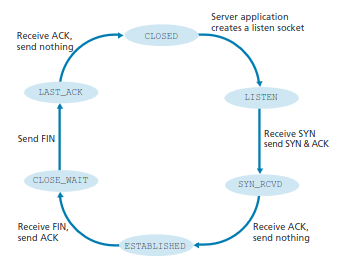 Server application
creates a listen socket
Receive ACK,
send nothing
CLOSED
LAST_ACK
LISTEN
Send FIN
Receive SYN
send SYN & ACK
CLOSE_WAIT
SYN_RCVD
Receive FIN,
send ACK
Receive ACK,
send nothing
ESTABLISHED